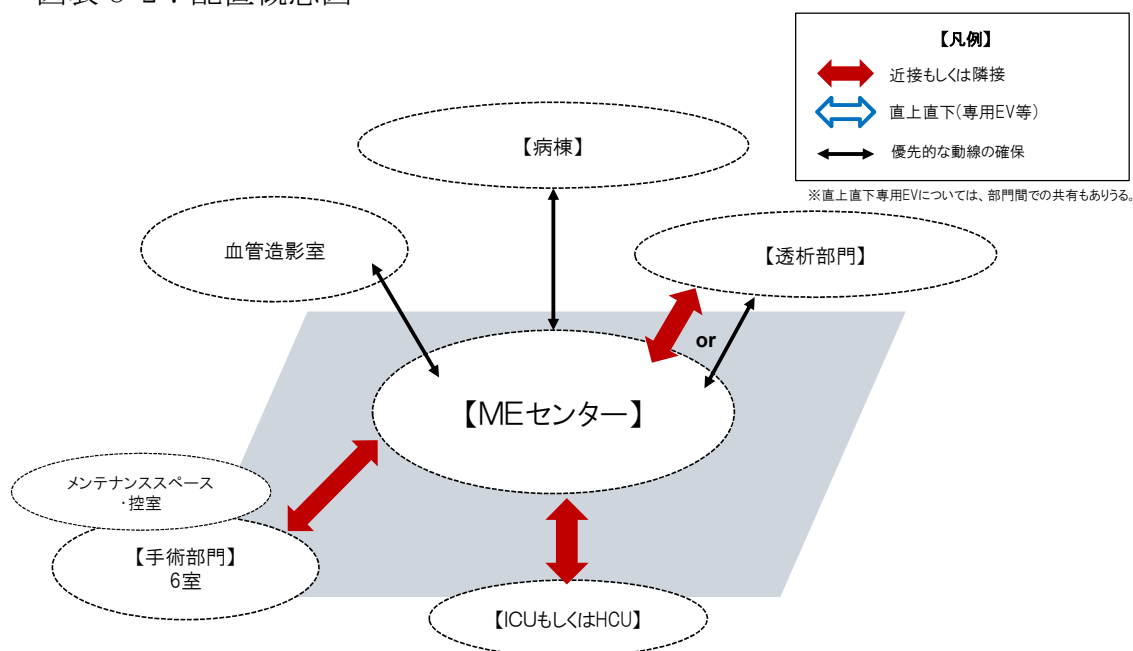 【凡例】
近接もしくは隣接
直上直下(専用EV等)
優先的な動線の確保
※直上直下専用EVについては、部門間での共有もありうる。
【病棟】
血管造影室
【透析部門】
or
【MEセンター】
メンテナンススペース
・控室
【手術部門】
6室
【ICUもしくはHCU】